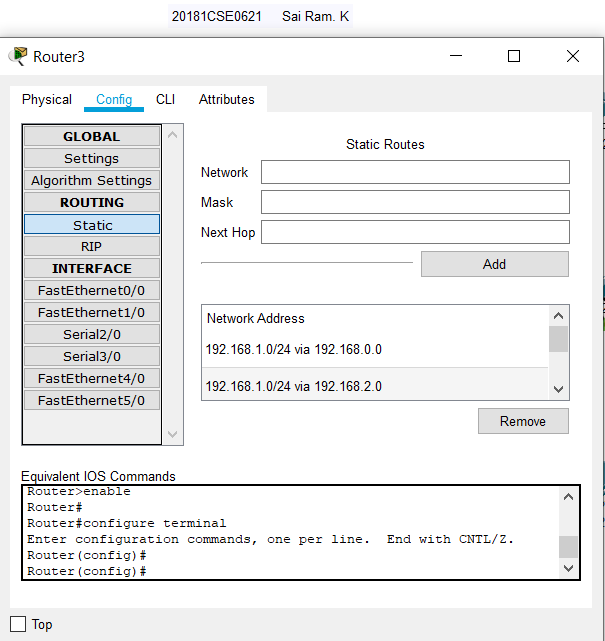 20181CSE0621 Sai Ram. K
Router3
Physical Config CLI Attributes
GLOBAL
Settings
Algorithm Settings
ROUTING
Static
RIP
INTERFACE
FastEthernet0/0
FastEthernet1/0
Serial2/0
Serial3/0
FastEthernet4/0
FastEthernet5/0
Static Routes
Network
Mask
Next Hop
Add
Network Address
192.168.1.0/24 via 192.168.0.0
192.168.1.0/24 via 192.168.2.0
Remove
Equivalent IOS Commands
Router>enable
Router#
Router#configure terminal
Enter configuration commands, one per line. End with CNTL/Z.
Router(config)#
Router(config)#
Top